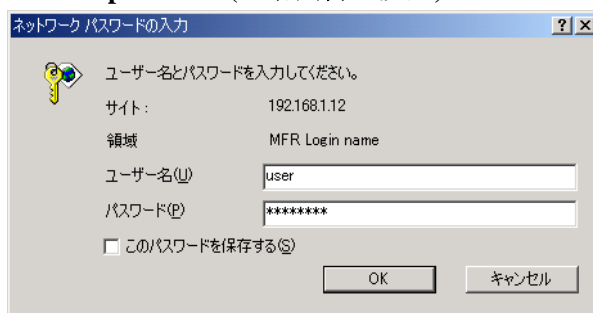 ネットワーク パスワードの入力
ユーザー名とパスワードを入力してください。
サイト : 192.168.1.12
領域 MFR Login name
ユーザー名(U) user
パスワード(P) ********
このパスワードを保存する(S)
OK キャンセル